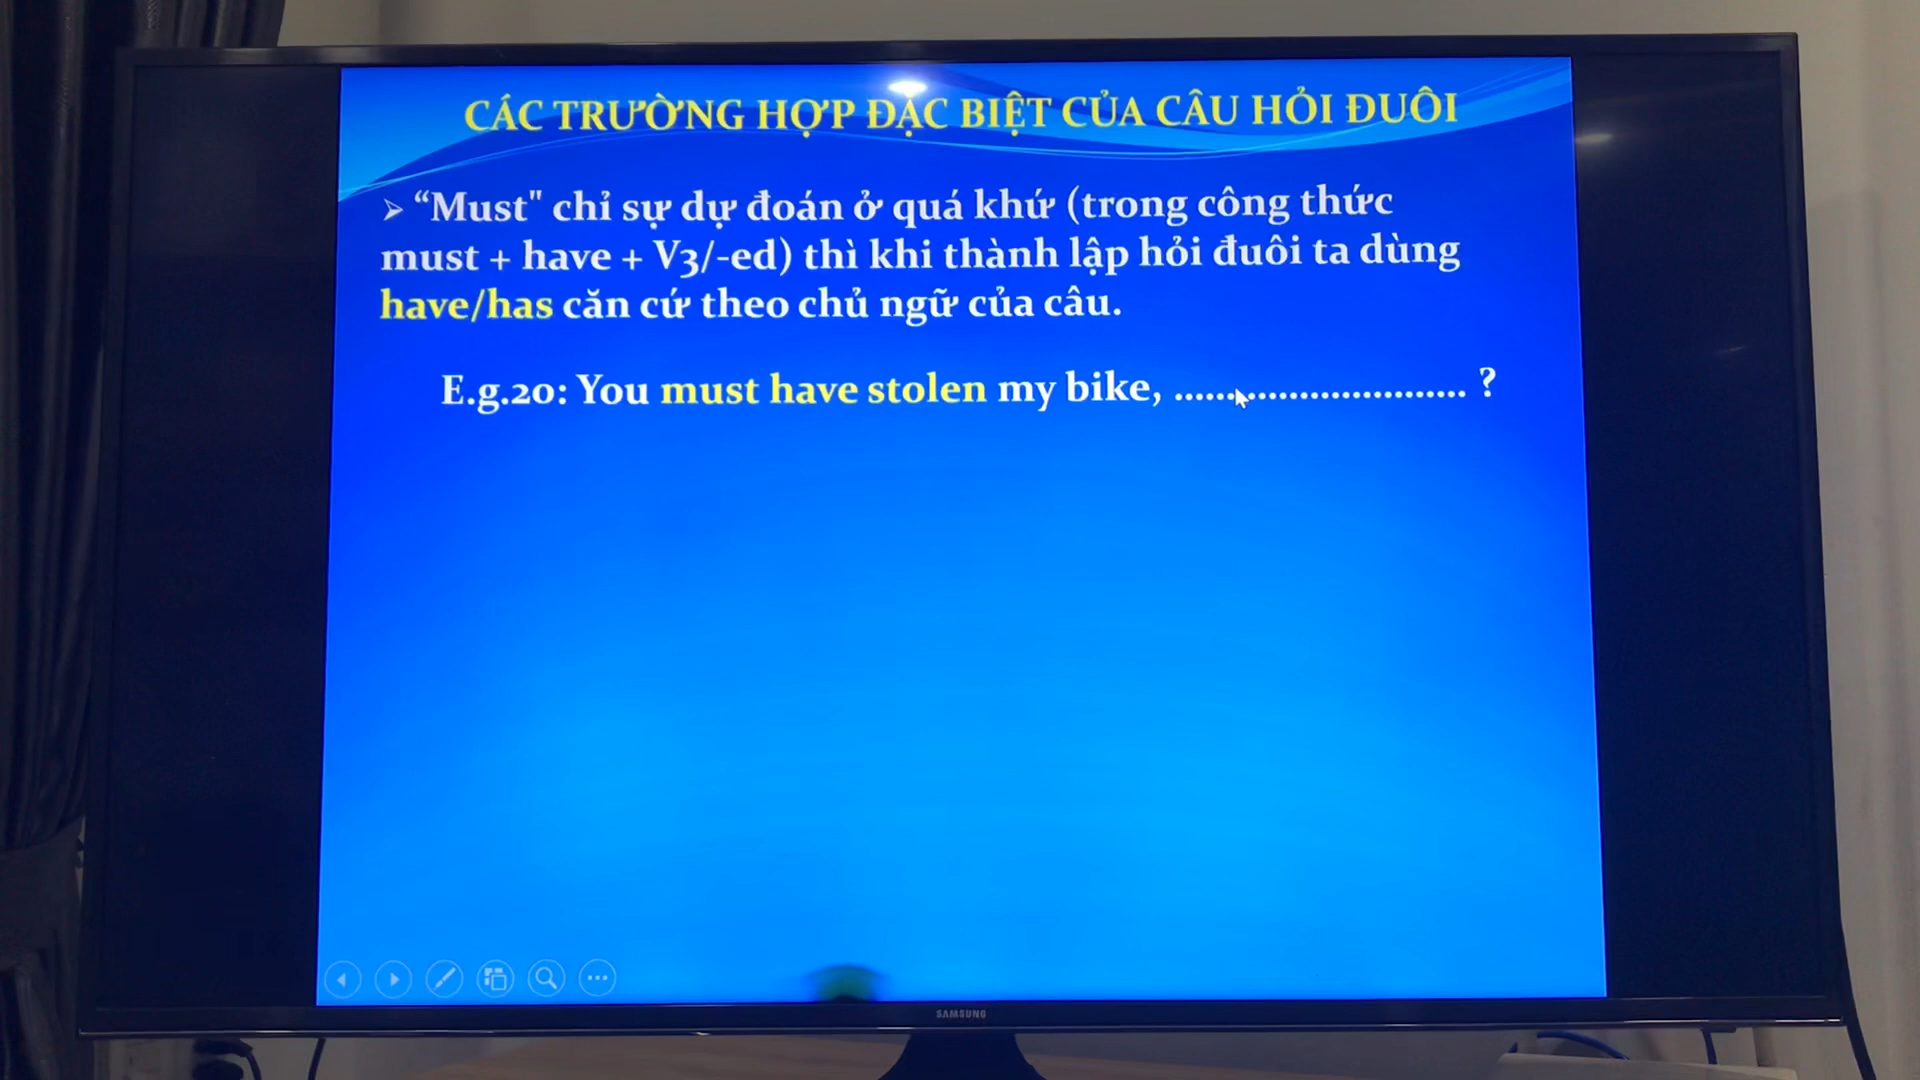 CÁC TRƯỜNG HỢP ĐẶC BIỆT CỦA CÂU HỎI ĐUÔI
➢ “Must" chỉ sự dự đoán ở quá khứ (trong công thức
must + have + V3/-ed) thì khi thành lập hỏi đuôi ta dùng
have/has căn cứ theo chủ ngữ của câu.
E.g.20: You must have stolen my bike, ............................ ?
SAMSUNG